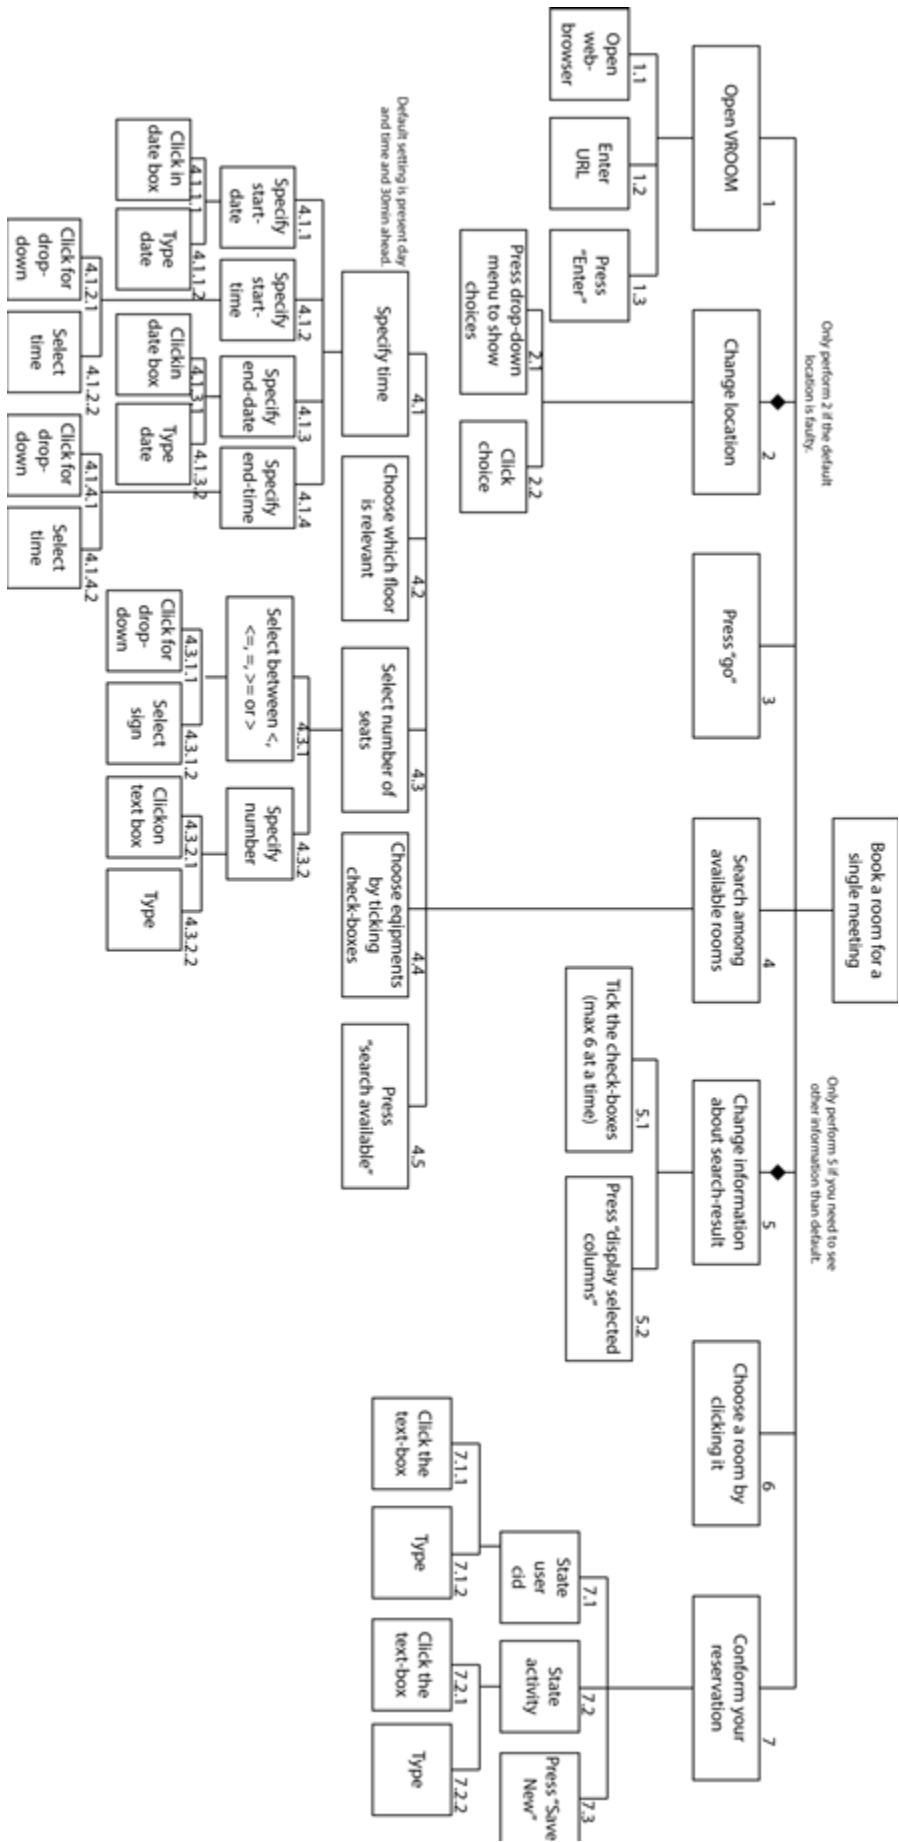 Book a room for a
single meeting
Only perform 2 if the default
location is faulty.
Only perform 5 if you need to see
other information than default.
1
Open VROOM
2
Change location
3
Press "go"
4
Search among
available rooms
5
Change information
about search-result
6
Choose a room by
clicking it
7
Conform your
reservation
1.1
Open
web-
browser
1.2
Enter
URL
1.3
Press
"Enter"
2.1
Press drop-down
menu to show
choices
2.2
Click
choice
5.1
Tick the check-boxes
(max 6 at a time)
5.2
Press "display selected
columns"
7.1
State
user
cid
7.2
State
activity
7.3
Press "Save
New"
Default setting is present day
and time and 30min ahead.
4.1
Specify time
4.2
Choose which floor
is relevant
4.3
Select number of
seats
4.4
Choose eqipments
by ticking
check-boxes
4.5
Press
"search available"
7.1.1
Click the
text-box
7.1.2
Type
7.2.1
Click the
text-box
7.2.2
Type
4.1.1
Specify
start-
date
4.1.2
Specify
start-
time
4.1.3
Specify
end-date
4.1.4
Specify
end-time
4.3.1
Select between <,
<=, =, >= or >
4.3.2
Specify
number
4.1.1.1
Click in
date box
4.1.1.2
Type
date
4.1.3.1
Clickin
date box
4.1.3.2
Type
date
4.3.1.1
Click for
drop-
down
4.3.1.2
Select
sign
4.3.2.1
Clickon
text box
4.3.2.2
Type
4.1.2.1
Click for
drop-
down
4.1.2.2
Select
time
4.1.4.1
Click for
drop-
down
4.1.4.2
Select
time